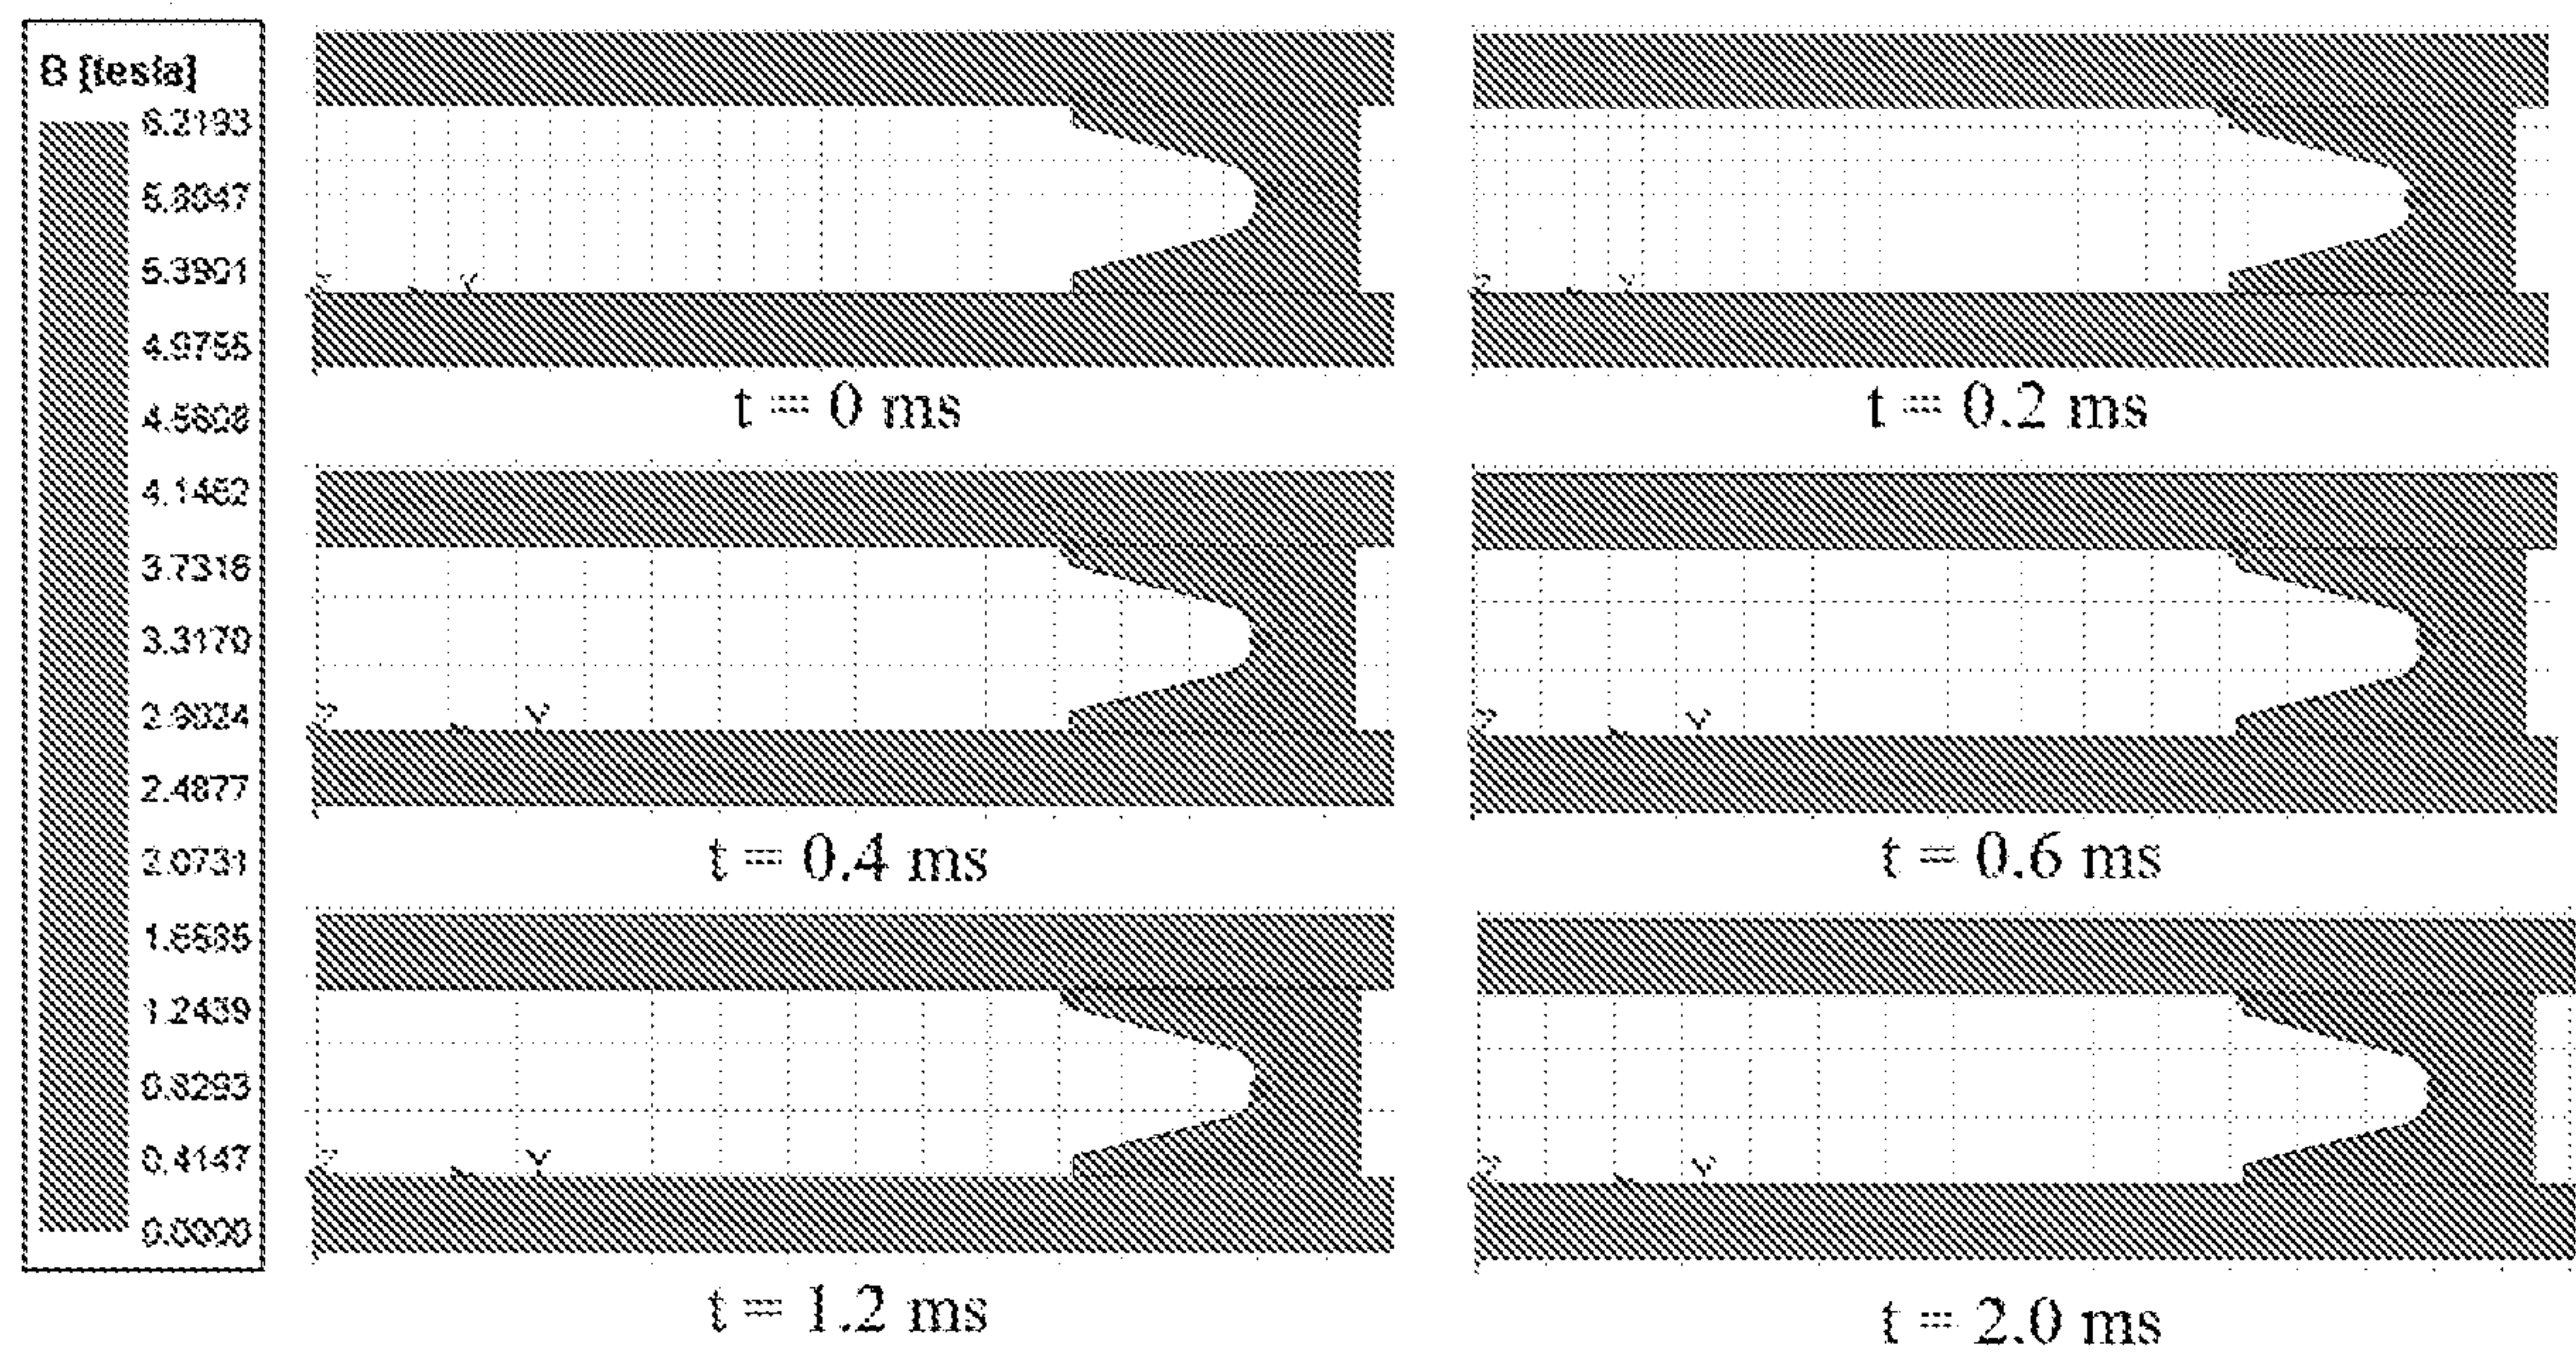 B [tesla]
6.2193
5.8047
5.3901
4.9755
4.5608
4.1462
3.7316
3.3170
2.9024
2.4877
2.0731
1.6585
1.2439
0.8293
0.4147
0.0000
t = 0 ms
t = 0.2 ms
t = 0.4 ms
t = 0.6 ms
t = 1.2 ms
t = 2.0 ms